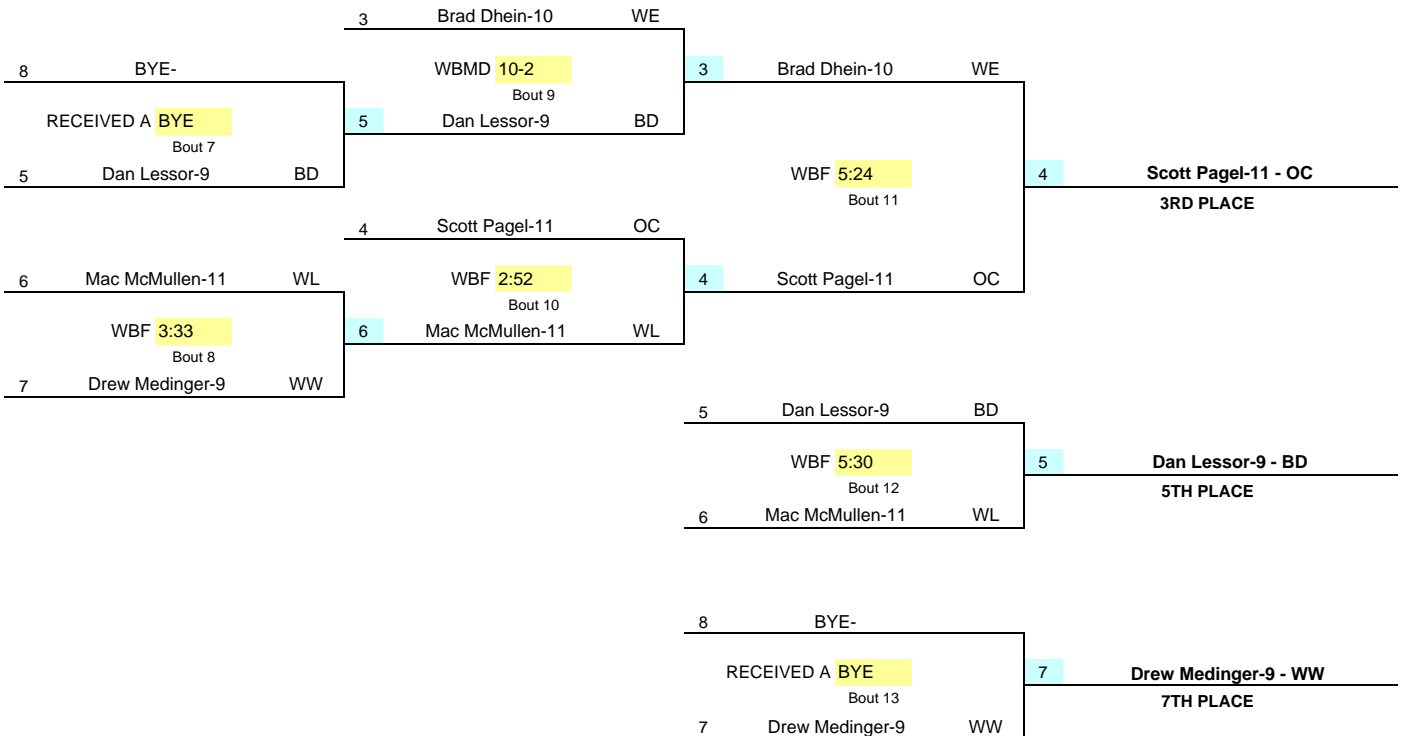 3 Brad Dhein-10 WE
8 BYE- WBMD 10-2 3 Brad Dhein-10 WE
Bout 9
RECEIVED A BYE 5 Dan Lessor-9 BD
Bout 7
5 Dan Lessor-9 BD WBF 5:24 4 Scott Pagel-11 - OC
Bout 11 3RD PLACE
4 Scott Pagel-11 OC
6 Mac McMullen-11 WL WBF 2:52 4 Scott Pagel-11 OC
Bout 10
WBF 3:33 6 Mac McMullen-11 WL
Bout 8
7 Drew Medinger-9 WW
5 Dan Lessor-9 BD
WBF 5:30 5 Dan Lessor-9 - BD
Bout 12 5TH PLACE
6 Mac McMullen-11 WL
8 BYE-
RECEIVED A BYE 7 Drew Medinger-9 - WW
Bout 13 7TH PLACE
7 Drew Medinger-9 WW